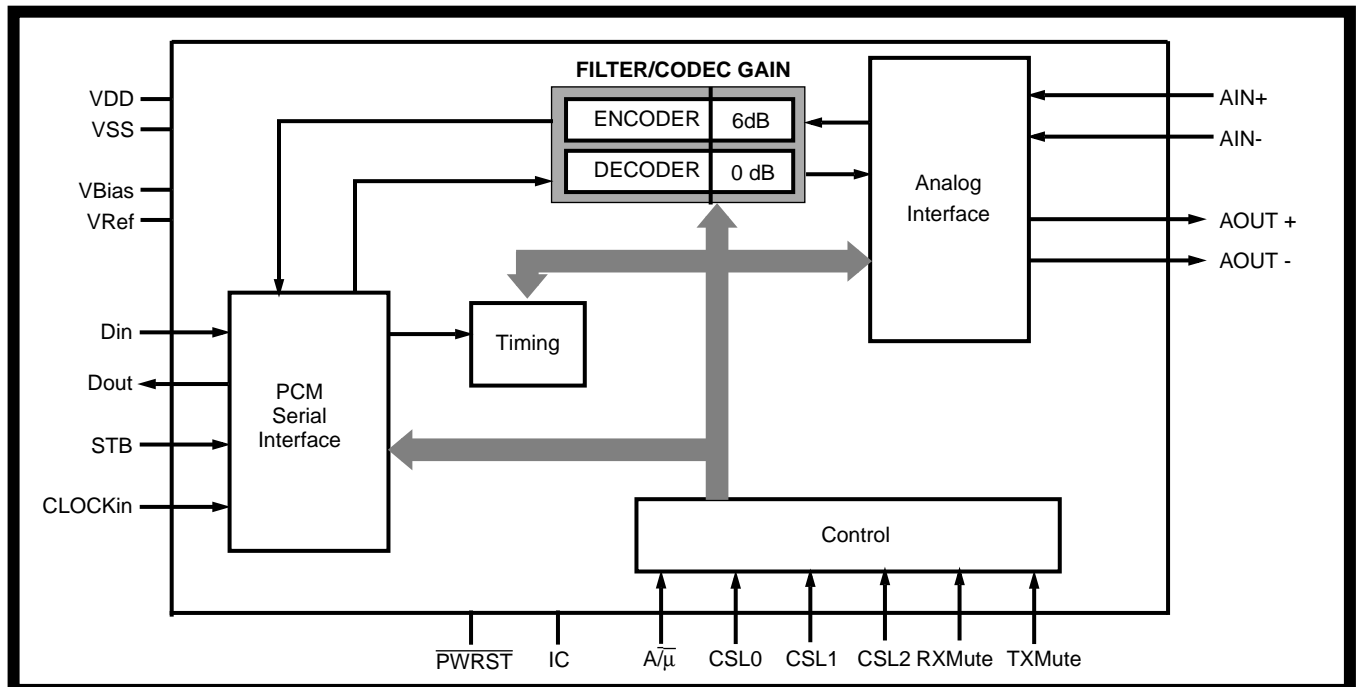 FILTER/CODEC GAIN
VDD
VSS
VBias
VRef
ENCODER 6dB
DECODER 0 dB
Analog
Interface
AIN+
AIN-
AOUT +
AOUT -
Din
Dout
STB
CLOCKin
PCM
Serial
Interface
Timing
Control
PWRST IC A/μ CSL0 CSL1 CSL2 RXMute TXMute